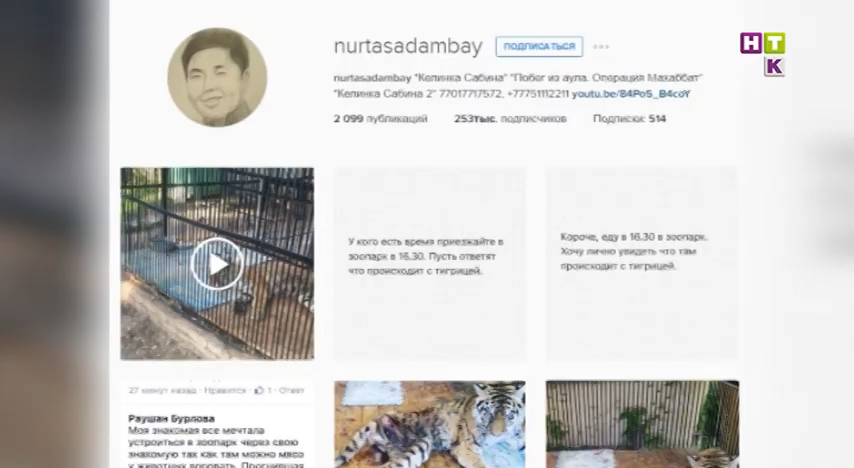 НТК
nurtasadambay ПОДПИСАТЬСЯ
nurtasadambay "Келинка Сабина" "Побег из аула. Операция Махаббат"
"Келинка Сабина 2" 77017717572, +77751112211 youtu.be/84Po5_B4coY
2 099 публикаций 253тыс. подписчиков Подписки: 514
У кого есть время приезжайте в
зоопарк в 16.30. Пусть ответят
что происходит с тигрицей.
Короче, еду в 16.30 в зоопарк.
Хочу лично увидеть что там
происходит с тигрицей.
27 минут назад · Нравится · 1 · Ответ
Раушан Бурлова
Моя знакомая все мечтала
устроиться в зоопарк через свою
знакомую так как там можно мясо
у животных воровать. Прогнившая